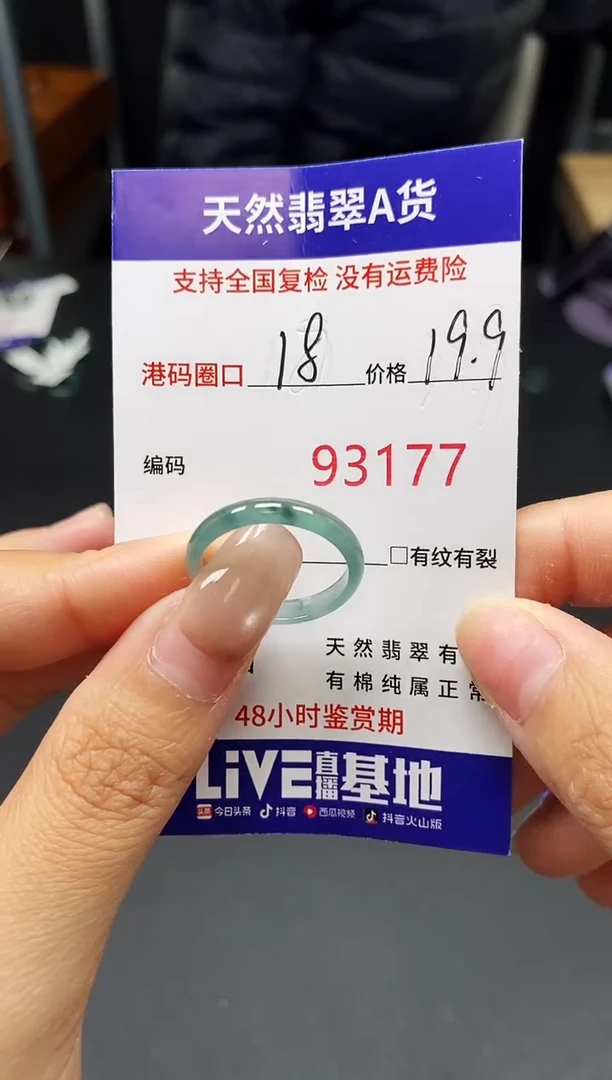 天然翡翠A货
支持全国复检 没有运费险
港码圈口 18 价格 19.9
编码 93177
□有纹有裂
天然翡翠有
有棉纯属正常
48小时鉴赏期
LiVE直播基地
头条 今日头条 抖音 西瓜视频 抖音火山版